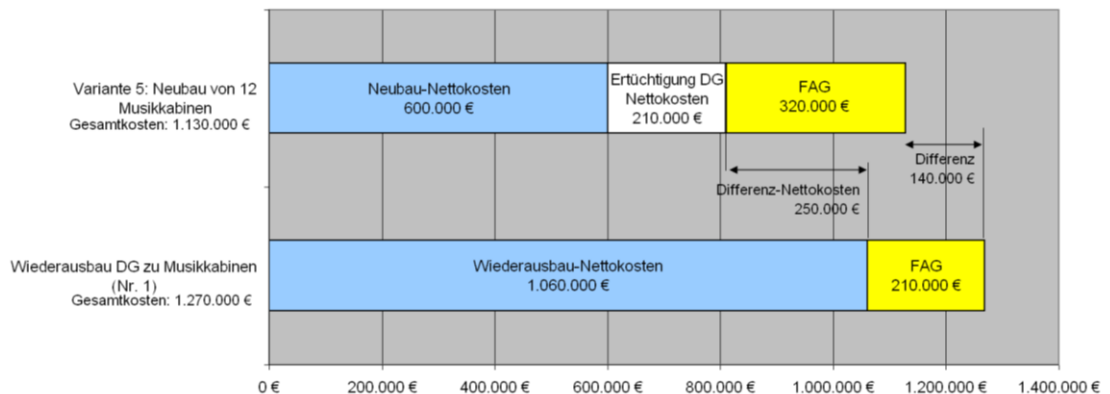 Variante 5: Neubau von 12
Musikkabinen
Gesamtkosten: 1.130.000 €
Neubau-Nettokosten
600.000 €
Ertüchtigung DG
Nettokosten
210.000 €
FAG
320.000 €
Differenz
140.000 €
Differenz-Nettokosten
250.000 €
Wiederausbau DG zu Musikkabinen
(Nr. 1)
Gesamtkosten: 1.270.000 €
Wiederausbau-Nettokosten
1.060.000 €
FAG
210.000 €
0 €
200.000 €
400.000 €
600.000 €
800.000 €
1.000.000 €
1.200.000 €
1.400.000 €